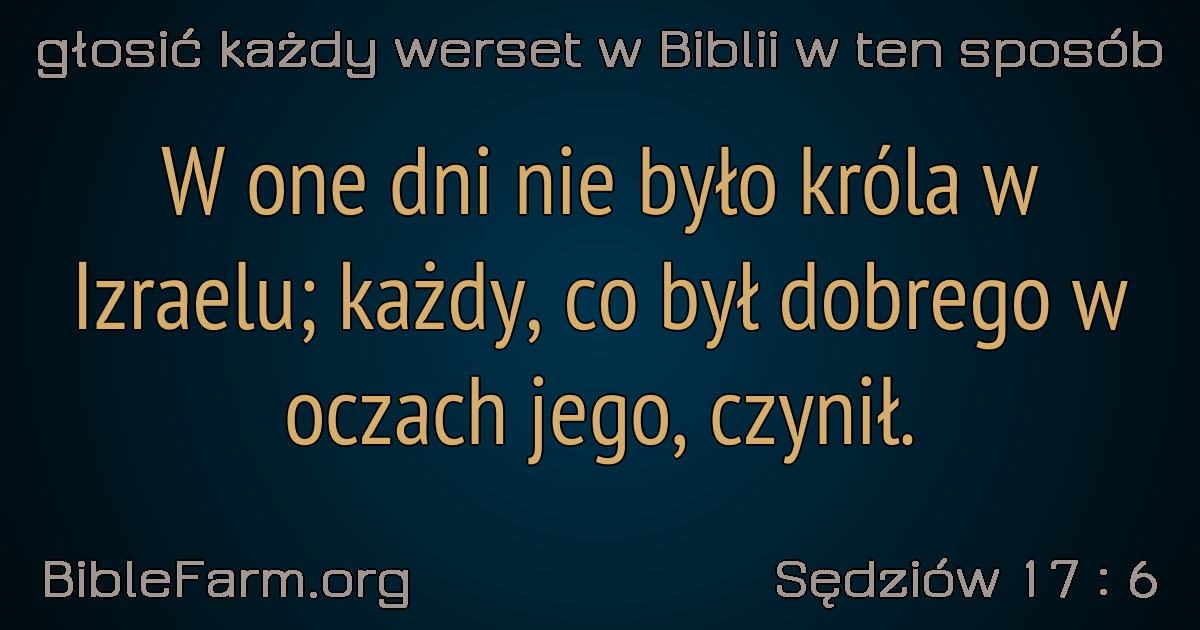 głosić każdy werset w Biblii w ten sposób
W one dni nie było króla w
Izraelu; każdy, co był dobrego w
oczach jego, czynił.
BibleFarm.org
Sędziów 17 : 6